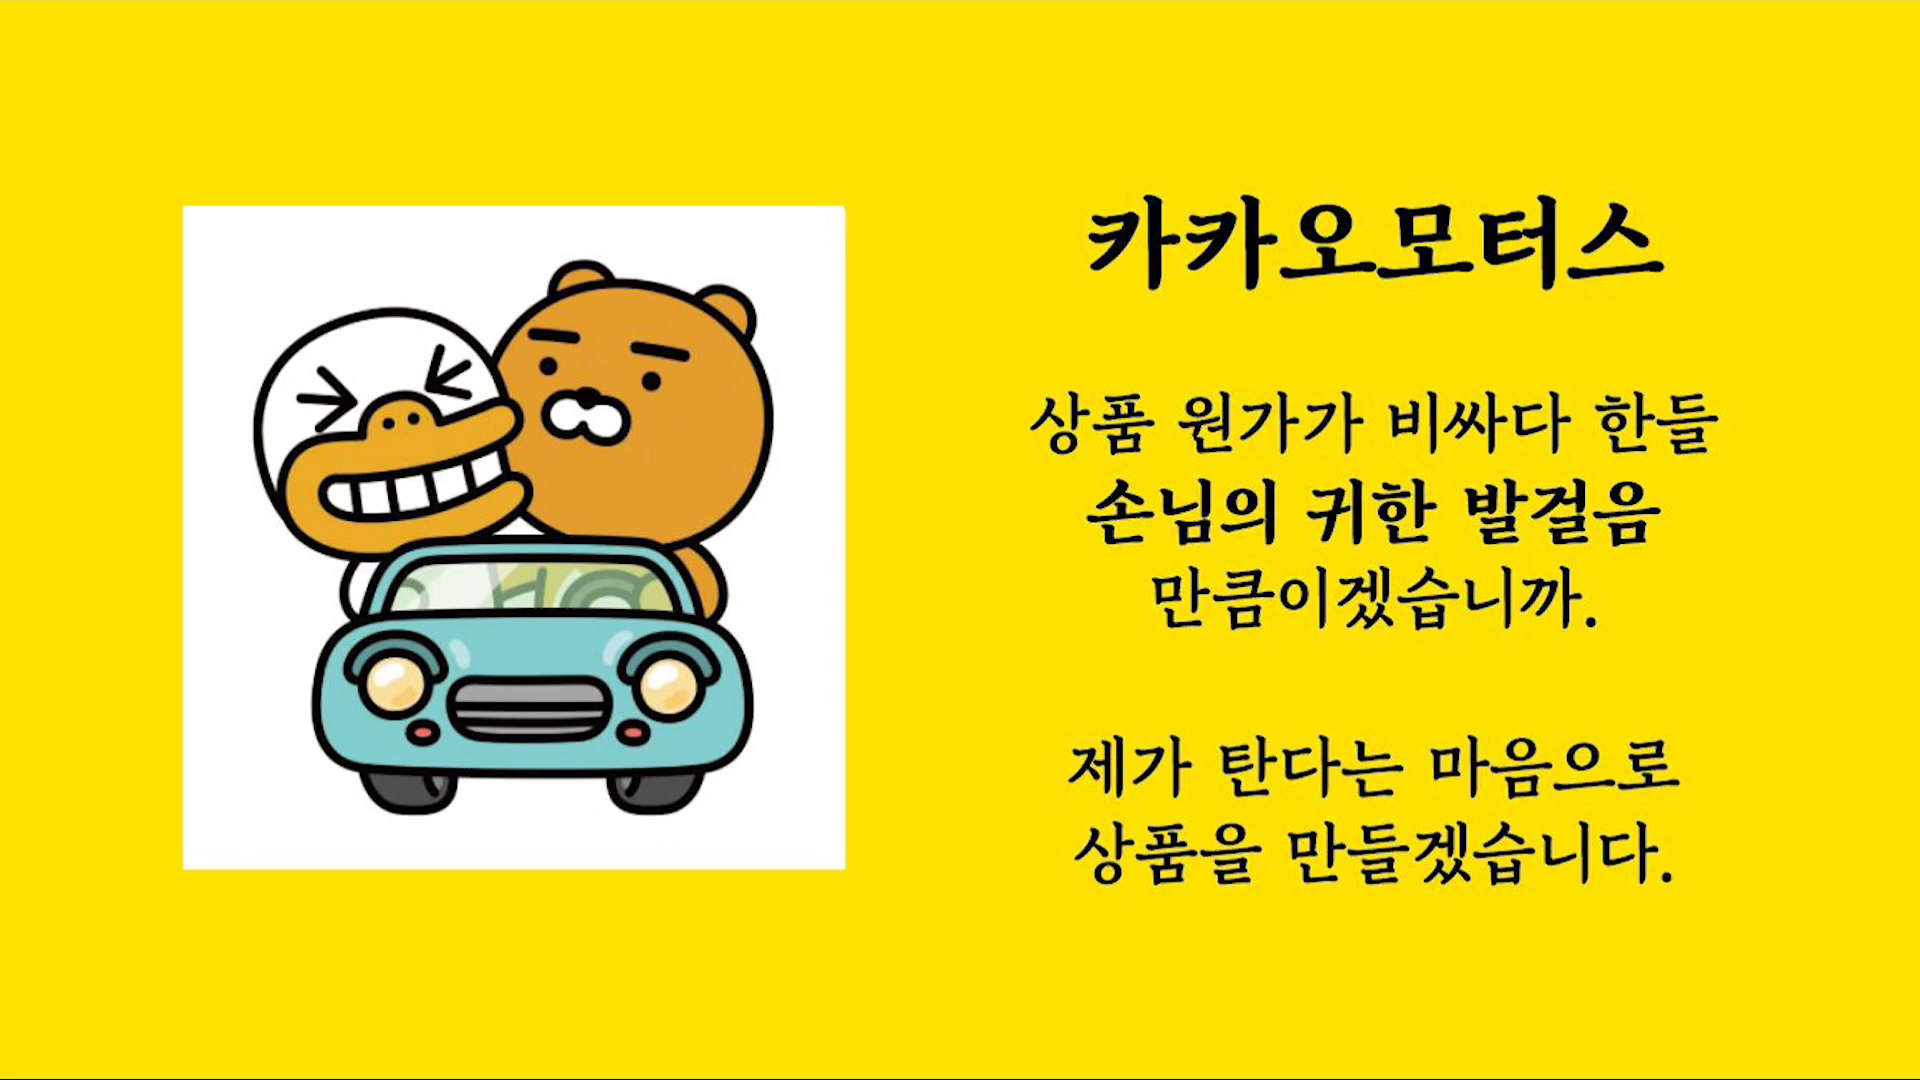 카카오모터스
상품 원가가 비싸다 한들
손님의 귀한 발걸음
만큼이겠습니까.
제가 탄다는 마음으로
상품을 만들겠습니다.